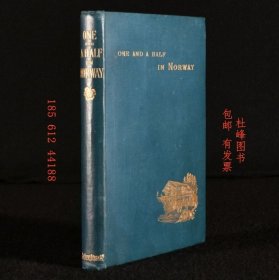 ONE
AND
A HALF
IN
NORWAY
ONE AND A HALF
IN NORWAY
185 612 44188
杜峰图书
包邮 有发票